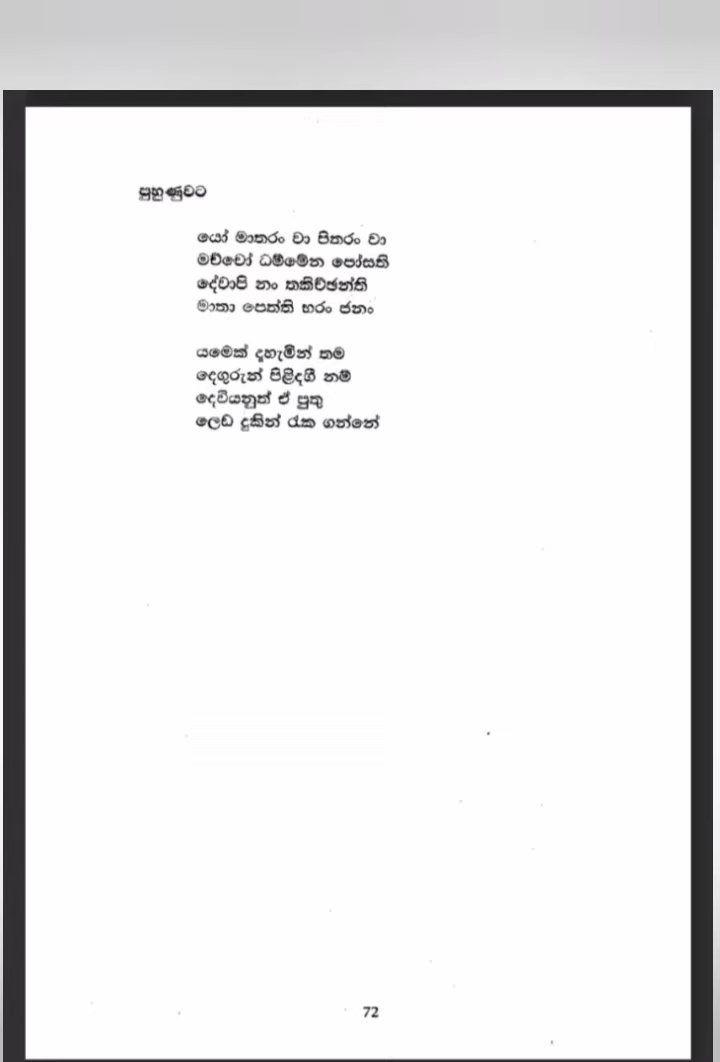 පුහුණුවට
යෝ මාතරං වා පිතරං වා
මච්චෝ ධම්මේන පෝසති
දේවාපි නං තකිච්ඡන්ති
මාතා පෙත්ති භරං ජනං
යමෙක් දැහැමින් තම
දෙගුරුන් පිළිදගී නම්
දෙවියනුත් ඒ පුතු
ලෙඩ දුකින් රැක ගන්නේ
72